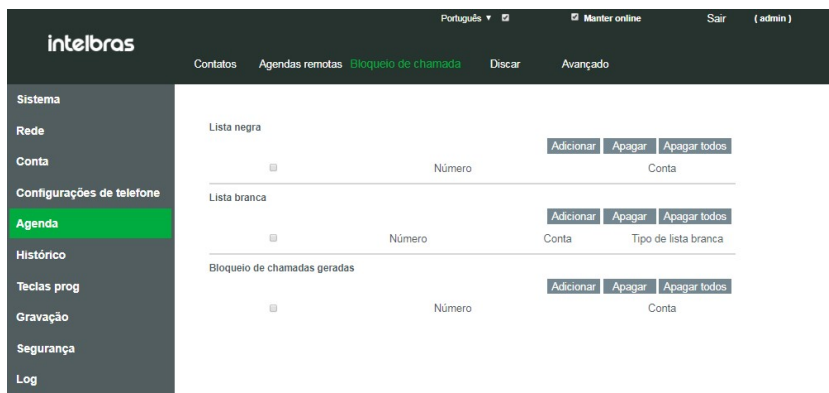 Português ▼ Manter online Sair ( admin )
intelbras
Contatos Agendas remotas Bloqueio de chamada Discar Avançado
Sistema
Rede
Conta
Configurações de telefone
Agenda
Histórico
Teclas prog
Gravação
Segurança
Log
Lista negra
Adicionar Apagar Apagar todos
Número Conta
Lista branca
Adicionar Apagar Apagar todos
Número Conta Tipo de lista branca
Bloqueio de chamadas geradas
Adicionar Apagar Apagar todos
Número Conta